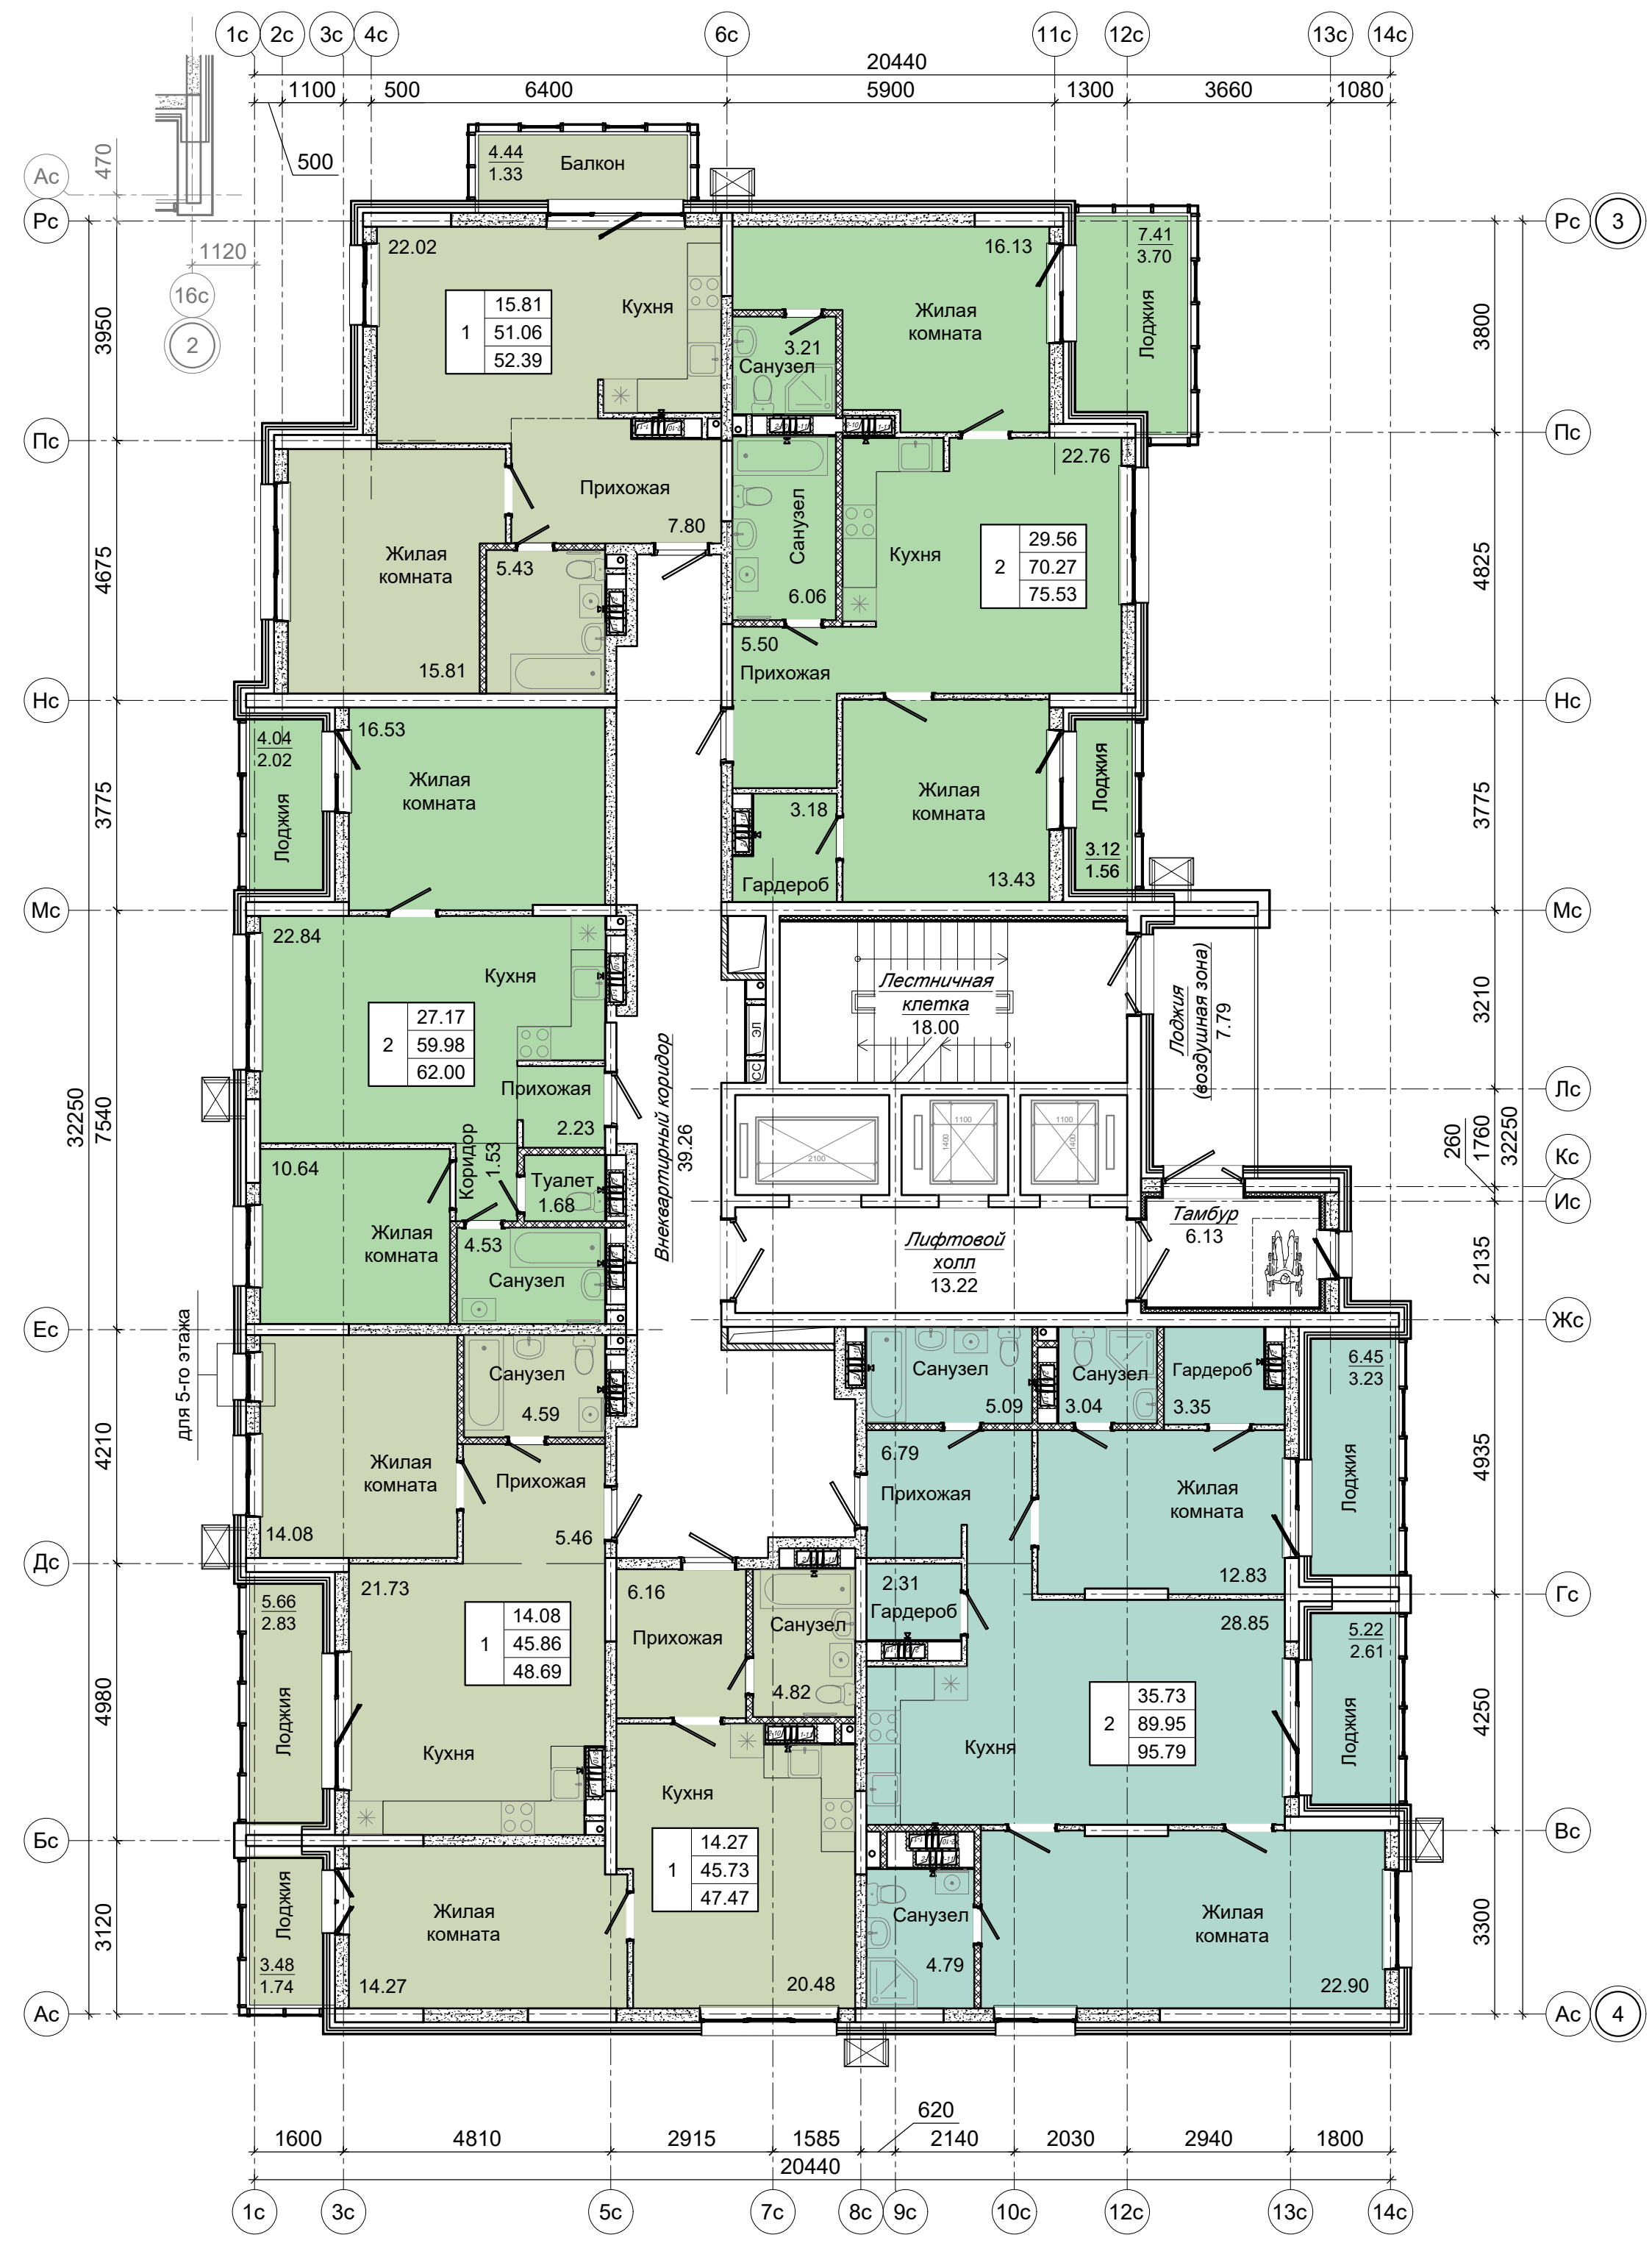 1с 2с 3с 4с 6с 11с 12с 13с 14с
20440
1100 500 6400 5900 1300 3660 1080
500
470
Ас
Рс
1120
16с
2
4.44
1.33
Балкон
Рс 3
7.41
3.70
Лоджия
22.02
Кухня
1
15.81
51.06
52.39
16.13
Жилая
комната
3.21
Санузел
3950
3800
Пс
Пс
22.76
Прихожая
7.80
Жилая
комната
5.43
15.81
Санузел
6.06
Кухня
2
29.56
70.27
75.53
4675
4825
5.50
Прихожая
Нс
Нс
4.04
2.02
Лоджия
16.53
Жилая
комната
3.18
Гардероб
Жилая
комната
13.43
Лоджия
3.12
1.56
3775
3775
Мс
Мс
22.84
Кухня
2
27.17
59.98
62.00
Прихожая
2.23
Лестничная
клетка
18.00
ЭЛ
СС
Лоджия
(воздушная зона)
7.79
3210
Лс
32250
7540
Внеквартирный коридор
39.26
2100
1100
1400
1100
1400
260
1760
32250
Кс
Ис
10.64
Жилая
комната
Коридор
1.53
Туалет
1.68
4.53
Санузел
Лифтовой
холл
13.22
Тамбур
6.13
2135
Ес
Жс
для 5-го этажа
Санузел
4.59
Жилая
комната
14.08
Прихожая
5.46
4210
Санузел
5.09
Санузел
3.04
Гардероб
3.35
6.45
3.23
Лоджия
6.79
Прихожая
Жилая
комната
12.83
4935
Дс
Гс
5.66
2.83
Лоджия
21.73
1
14.08
45.86
48.69
Кухня
6.16
Прихожая
Санузел
4.82
2.31
Гардероб
28.85
5.22
2.61
Лоджия
2
35.73
89.95
95.79
Кухня
4980
4250
Кухня
1
14.27
45.73
47.47
20.48
Бс
Вс
Лоджия
3.48
1.74
Жилая
комната
14.27
Санузел
4.79
Жилая
комната
22.90
3120
3300
Ас
Ас 4
620
1600 4810 2915 1585 2140 2030 2940 1800
20440
1с 3с 5с 7с 8с 9с 10с 12с 13с 14с